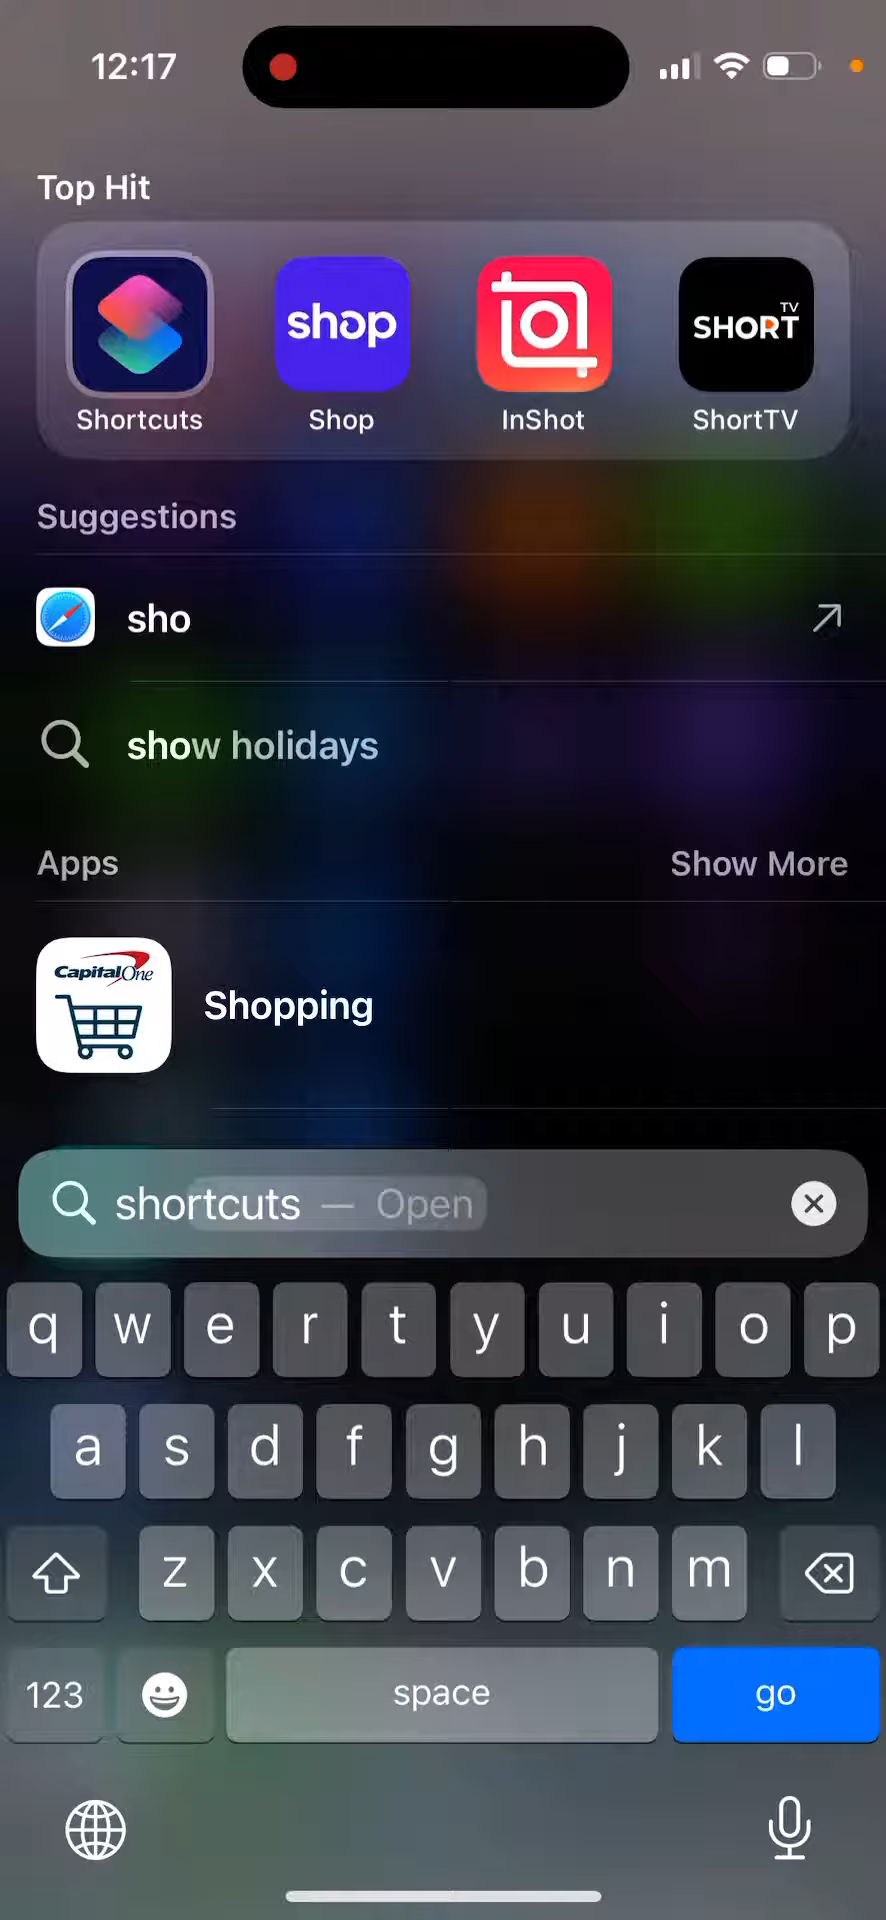 12:17
Top Hit
shop
SHORT TV
Shortcuts
Shop
InShot
ShortTV
Suggestions
sho
show holidays
Apps
Show More
CapitalOne
Shopping
shortcuts — Open
q w e r t y u i o p
a s d f g h j k l
z x c v b n m
123
space
go